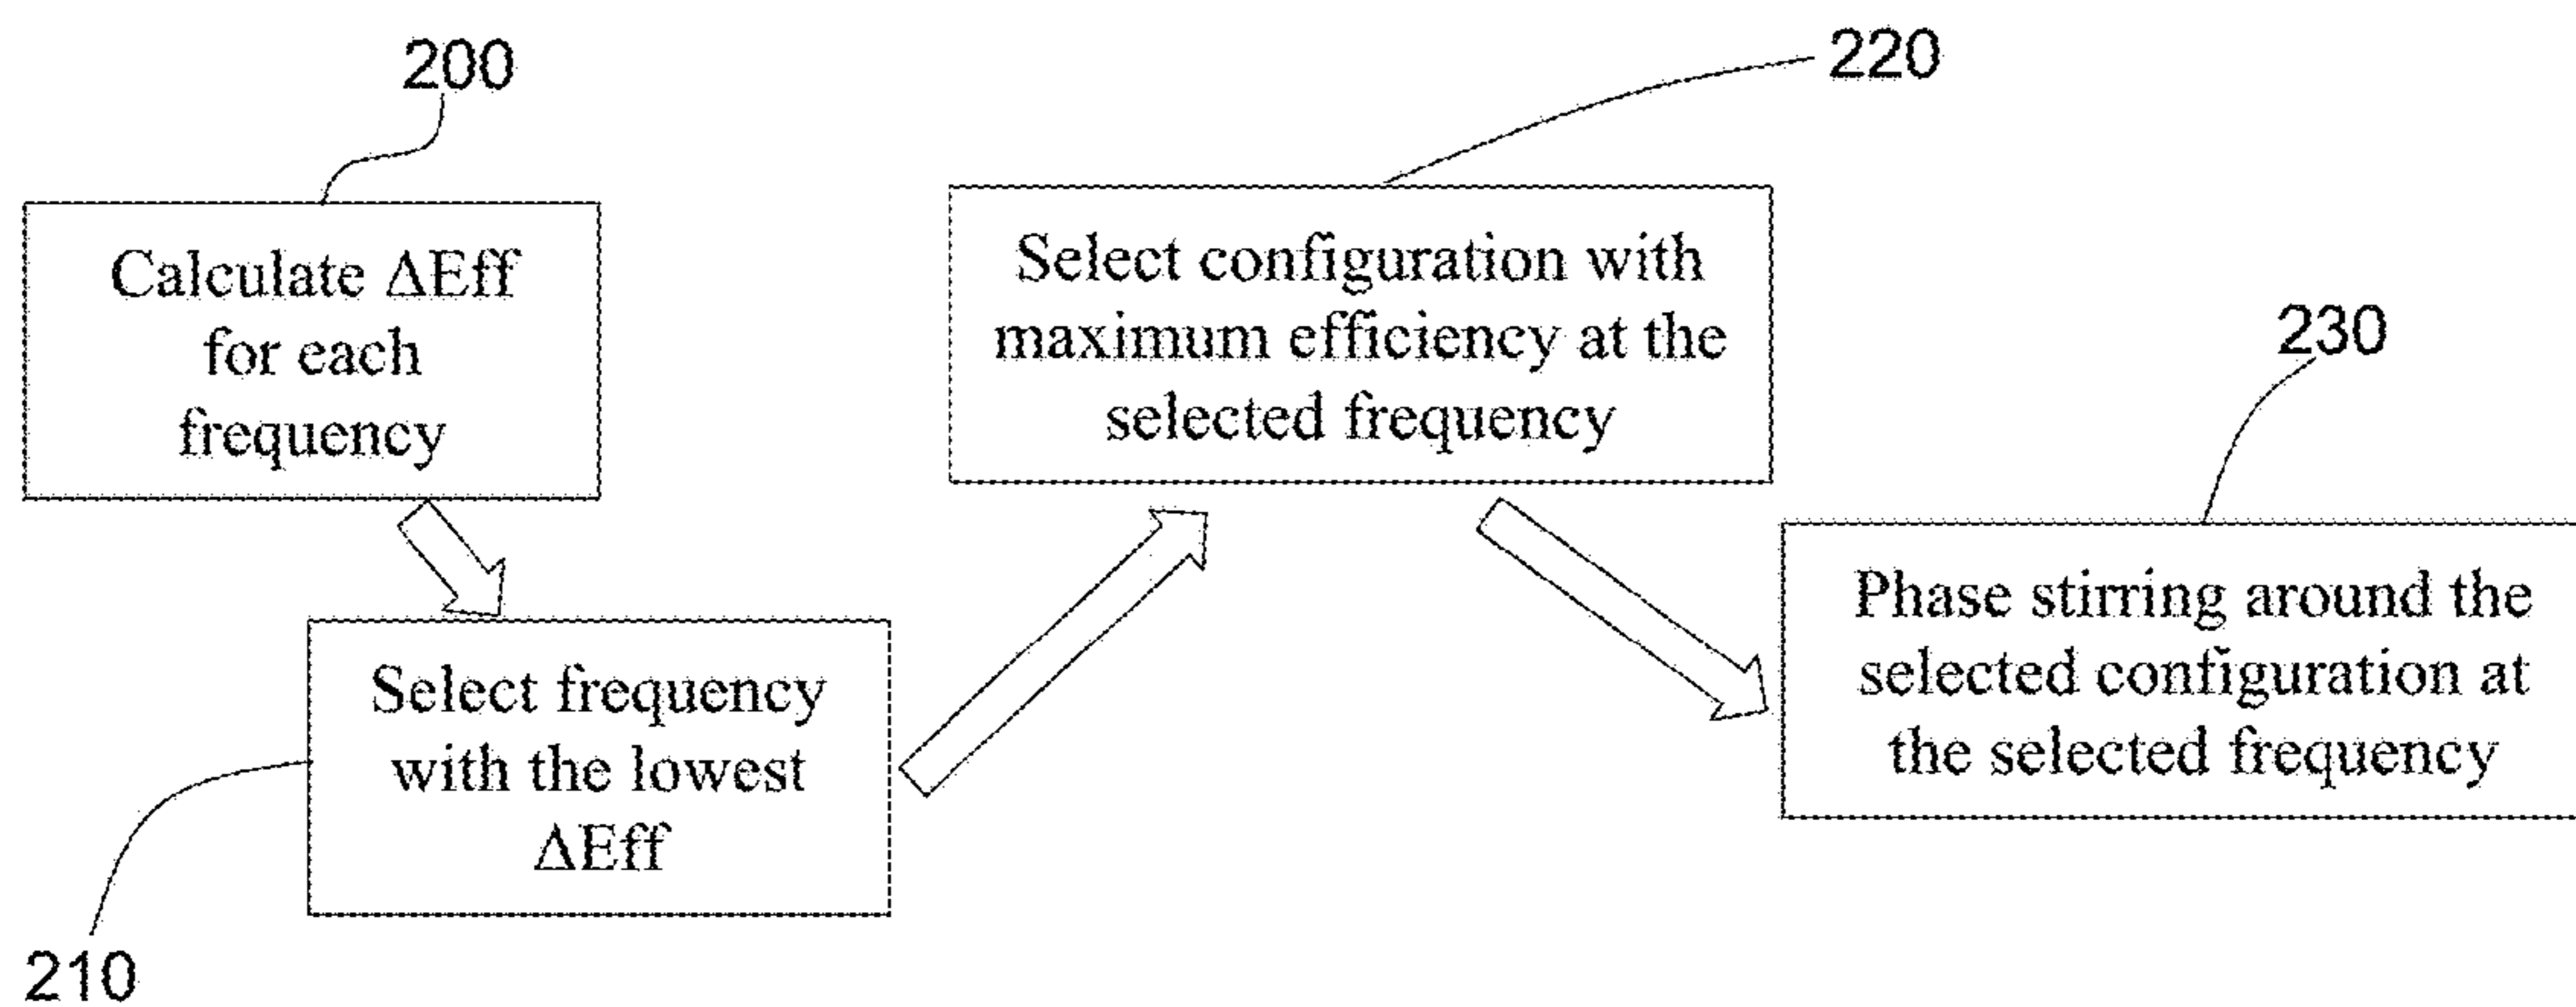 200
Calculate ΔEff
for each
frequency
210
Select frequency
with the lowest
ΔEff
220
Select configuration with
maximum efficiency at the
selected frequency
230
Phase stirring around the
selected configuration at
the selected frequency